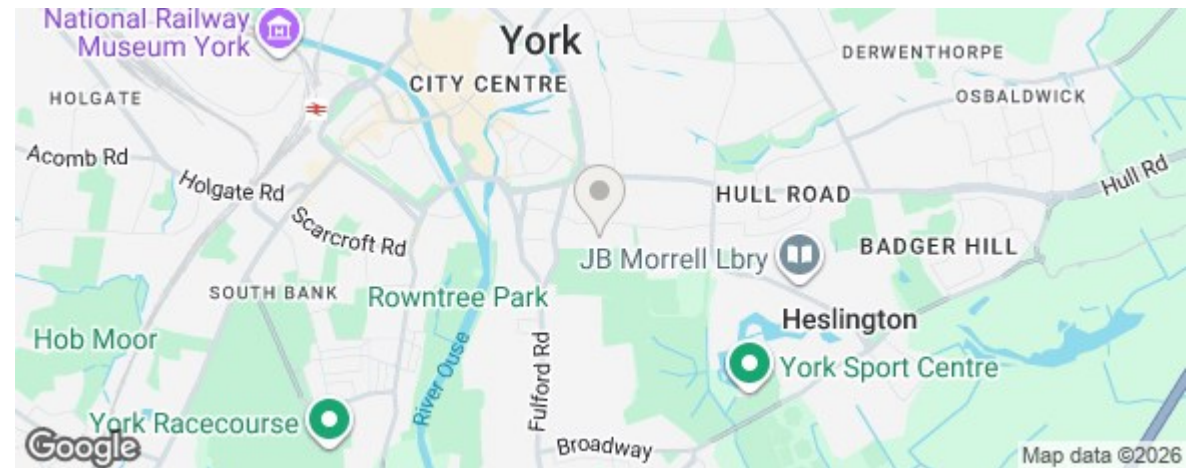 National Railway
Museum York
York
DERWENTHORPE
CITY CENTRE
HOLGATE
OSBALDWICK
Acomb Rd
Holgate Rd
Hull Rd
HULL ROAD
Scarcroft Rd
JB Morrell Lbry
BADGER HILL
SOUTH BANK
Rowntree Park
Heslington
Hob Moor
River Ouse
Fulford Rd
York Sport Centre
York Racecourse
Broadway
Google
Map data ©2026